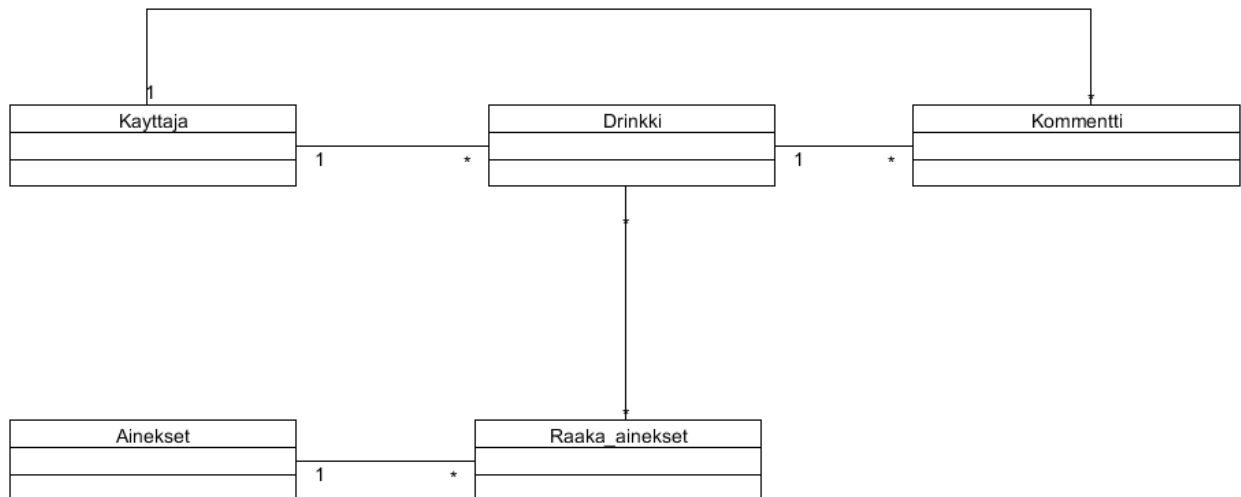 1
*
Kayttaja
Drinkki
Kommentti
1
*
1
*
*
*
Ainekset
Raaka_ainekset
1
*